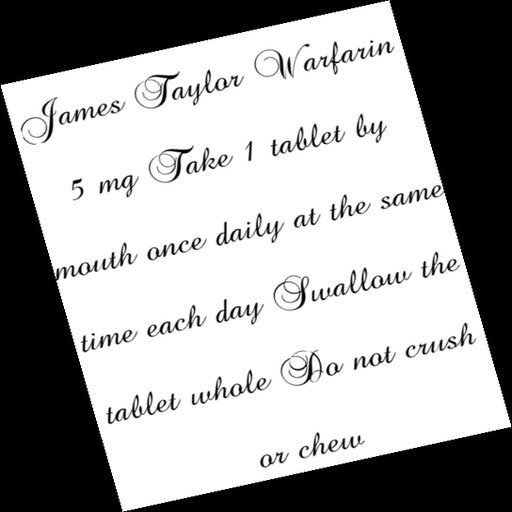 James Taylor Warfarin
5 mg Take 1 tablet by
mouth once daily at the same
time each day Swallow the
tablet whole Do not crush
or chew